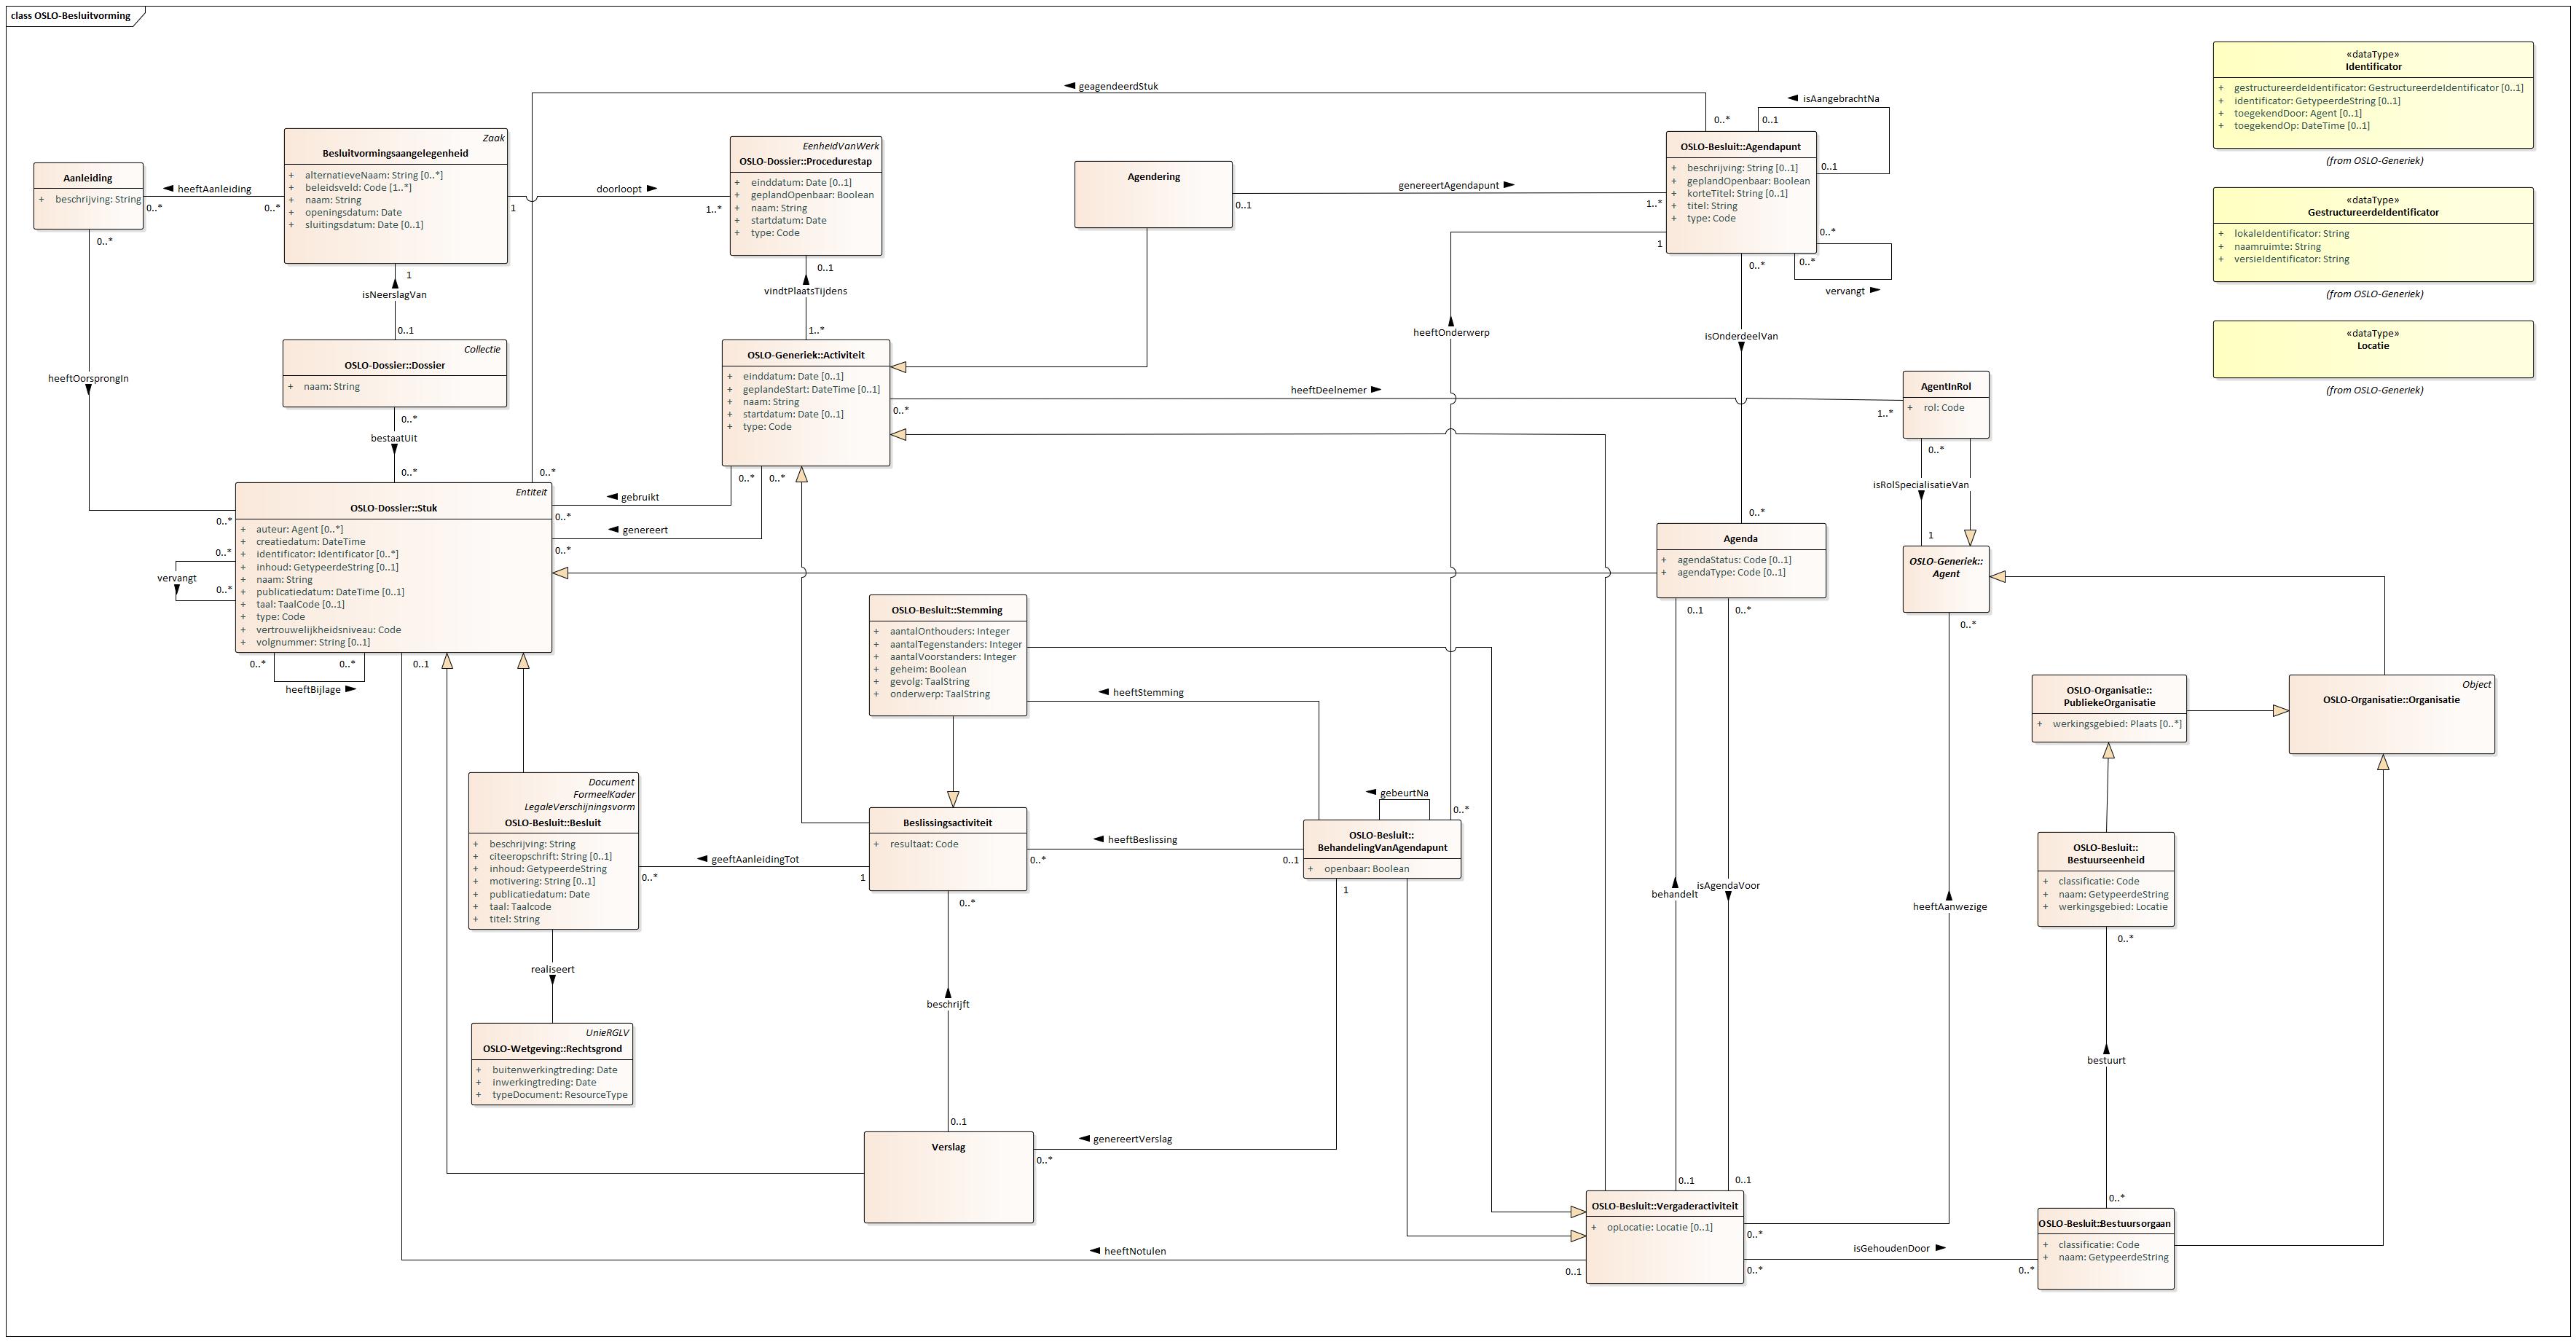 class OSLO-Besluitvorming
«dataType»
Identificator
+ gestructureerdeIdentificator: GestructureerdeIdentificator [0..1]
+ identificator: GetypeerdeString [0..1]
+ toegekendDoor: Agent [0..1]
+ toegekendOp: DateTime [0..1]
(from OSLO-Generiek)
«dataType»
GestructureerdeIdentificator
+ lokaleIdentificator: String
+ naamruimte: String
+ versieIdentificator: String
(from OSLO-Generiek)
«dataType»
Locatie
(from OSLO-Generiek)
geagendeerdStuk
0..*
0..*
isAangebrachtNa
0..1
0..1
Aanleiding
+ beschrijving: String
0..*
heeftAanleiding
0..*
0..*
Zaak
Besluitvormingsaangelegenheid
+ alternatieveNaam: String [0..*]
+ beleidsveld: Code [1..*]
+ naam: String
+ openingsdatum: Date
+ sluitingsdatum: Date [0..1]
1
doorloopt
1..*
EenheidVanWerk
OSLO-Dossier::Procedurestap
+ einddatum: Date [0..1]
+ geplandOpenbaar: Boolean
+ naam: String
+ startdatum: Date
+ type: Code
0..1
vindtPlaatsTijdens
1..*
Agendering
0..1
genereertAgendapunt
1..*
OSLO-Besluit::Agendapunt
+ beschrijving: String [0..1]
+ geplandOpenbaar: Boolean
+ korteTitel: String [0..1]
+ titel: String
+ type: Code
1
0..*
0..*
vervangt
0..*
isOnderdeelVan
0..*
heeftOnderwerp
0..*
1
isNeerslagVan
0..1
Collectie
OSLO-Dossier::Dossier
+ naam: String
0..*
bestaatUit
0..*
heeftOorsprongIn
0..*
OSLO-Generiek::Activiteit
+ einddatum: Date [0..1]
+ geplandeStart: DateTime [0..1]
+ naam: String
+ startdatum: Date [0..1]
+ type: Code
heeftDeelnemer
0..*
1..*
0..*
0..*
gebruikt
0..*
genereert
0..*
AgentInRol
+ rol: Code
0..*
isRolSpecialisatieVan
1
OSLO-Generiek::
Agent
0..*
Entiteit
OSLO-Dossier::Stuk
+ auteur: Agent [0..*]
+ creatiedatum: DateTime
+ identificator: Identificator [0..*]
+ inhoud: GetypeerdeString [0..1]
+ naam: String
+ publicatiedatum: DateTime [0..1]
+ taal: TaalCode [0..1]
+ type: Code
+ vertrouwelijkheidsniveau: Code
+ volgnummer: String [0..1]
0..*
vervangt
0..*
0..*
0..*
heeftBijlage
0..1
Agenda
+ agendaStatus: Code [0..1]
+ agendaType: Code [0..1]
0..1
0..*
OSLO-Besluit::Stemming
+ aantalOnthouders: Integer
+ aantalTegenstanders: Integer
+ aantalVoorstanders: Integer
+ geheim: Boolean
+ gevolg: TaalString
+ onderwerp: TaalString
heeftStemming
OSLO-Organisatie::
PubliekeOrganisatie
+ werkingsgebied: Plaats [0..*]
Object
OSLO-Organisatie::Organisatie
Document
FormeelKader
LegaleVerschijningsvorm
OSLO-Besluit::Besluit
+ beschrijving: String
+ citeeropschrift: String [0..1]
+ inhoud: GetypeerdeString
+ motivering: String [0..1]
+ publicatiedatum: Date
+ taal: Taalcode
+ titel: String
geeftAanleidingTot
0..*
1
Beslissingsactiviteit
+ resultaat: Code
0..*
heeftBeslissing
0..*
0..1
gebeurtNa
OSLO-Besluit::
BehandelingVanAgendapunt
+ openbaar: Boolean
1
OSLO-Besluit::
Bestuurseenheid
+ classificatie: Code
+ naam: GetypeerdeString
+ werkingsgebied: Locatie
0..*
behandelt
isAgendaVoor
heeftAanwezige
realiseert
UnieRGLV
OSLO-Wetgeving::Rechtsgrond
+ buitenwerkingtreding: Date
+ inwerkingtreding: Date
+ typeDocument: ResourceType
beschrijft
0..1
bestuurt
Verslag
genereertVerslag
0..*
0..1
0..1
OSLO-Besluit::Vergaderactiviteit
+ opLocatie: Locatie [0..1]
0..*
isGehoudenDoor
0..*
0..*
0..*
OSLO-Besluit::Bestuursorgaan
+ classificatie: Code
+ naam: GetypeerdeString
heeftNotulen
0..1